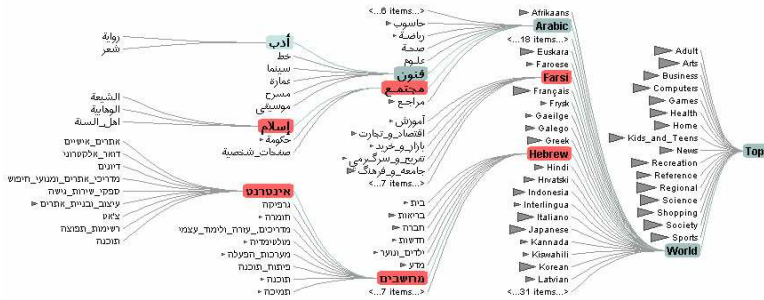 Top
Adult
Arts
Business
Computers
Games
Health
Home
Kids_and_Teens
News
Recreation
Reference
Regional
Science
Shopping
Society
Sports
World
Afrikaans
Arabic
<...18 items...>
Euskara
Faroese
Farsi
Français
Frysk
Gaeilge
Galego
Greek
Hebrew
Hindi
Hrvatski
Indonesia
Interlingua
Italiano
Japanese
Kannada
Kiswahili
Korean
Latvian
<...31 items...>
<...6 items...>
حاسوب
رياضة
صحة
علوم
فنون
مجتمع
مراجع
آموزش
اقتصاد_و_تجارت
بازار_و_خرید
تفریح_و_سرگرمی
جامعه_و_فرهنگ
<...7 items...>
בית
בריאות
חברה
חדשות
ילדים_ונוער
מדע
מחשבים
<...7 items...>
أدب
خط
سينما
عمارة
مسرح
موسيقى
إسلام
حكومة
صفحات_شخصية
אינטרנט
גרפיקה
חומרה
מדריכים,_עזרה_ולימוד_עצמי
מולטימדיה
מערכות_הפעלה
פיתוח_תוכנה
תוכנה
תמיכה
رواية
شعر
الشيعة
الوهابية
اهل_السنة
אתרים_אישיים
דואר_אלקטרוני
דיונים
מדריכי_אתרים_ומנועי_חיפוש
ספקי_שירות_גישה
עיצוב_ובניית_אתרים
צ'אט
רשימות_תפוצה
תוכנה